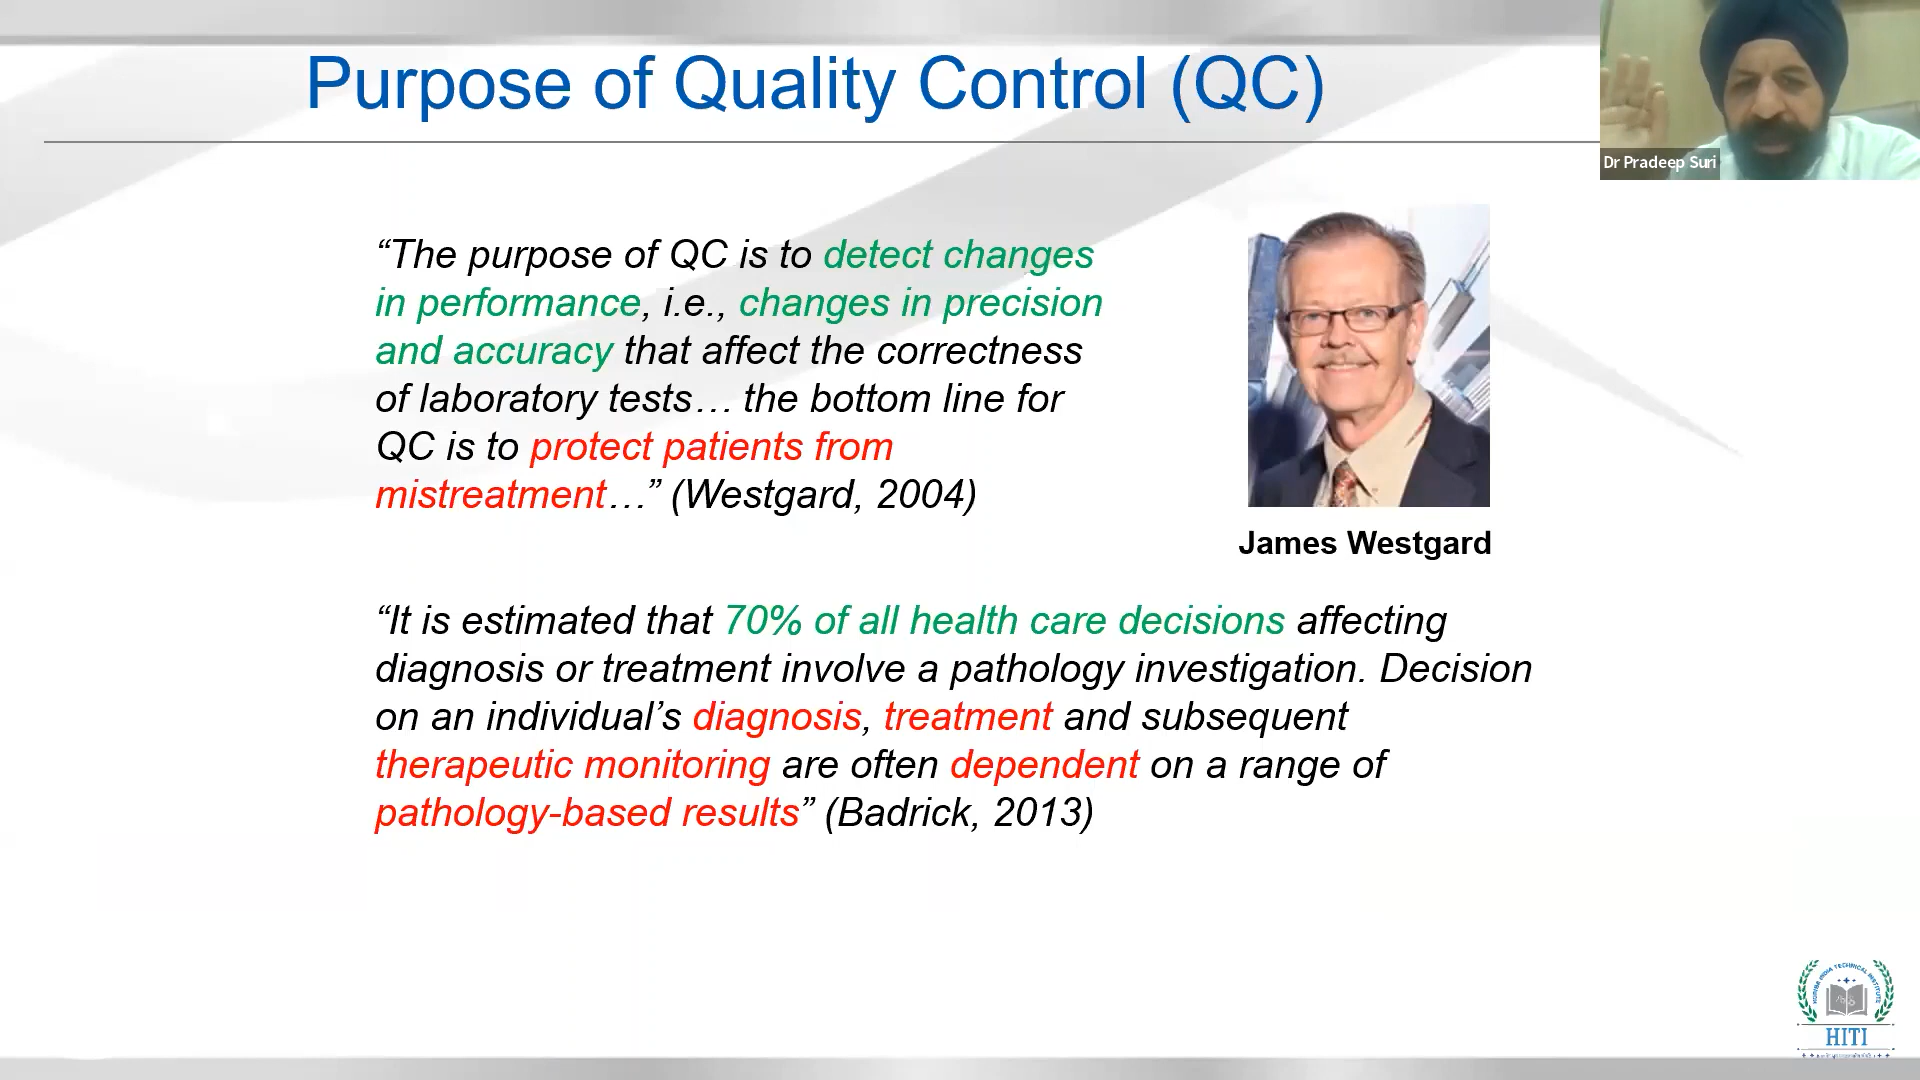 Purpose of Quality Control (QC)
Dr Pradeep Suri
“The purpose of QC is to detect changes
in performance, i.e., changes in precision
and accuracy that affect the correctness
of laboratory tests… the bottom line for
QC is to protect patients from
mistreatment…” (Westgard, 2004)
James Westgard
“It is estimated that 70% of all health care decisions affecting
diagnosis or treatment involve a pathology investigation. Decision
on an individual’s diagnosis, treatment and subsequent
therapeutic monitoring are often dependent on a range of
pathology-based results” (Badrick, 2013)
HORIBA INDIA TECHNICAL INSTITUTE
HITI